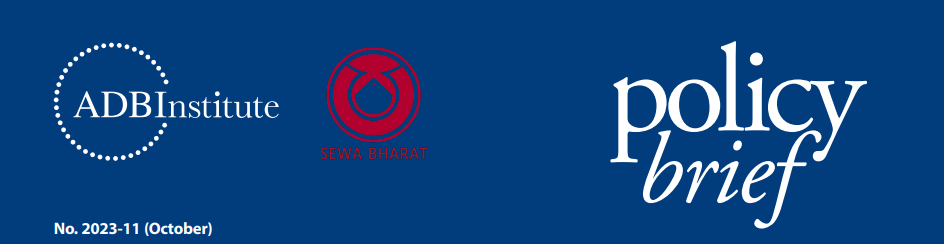 ADBInstitute
SEWA BHARAT
policy
brief
No. 2023-11 (October)